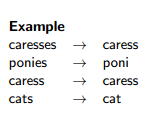 Example
caresses → caress
ponies → poni
caress → caress
cats → cat